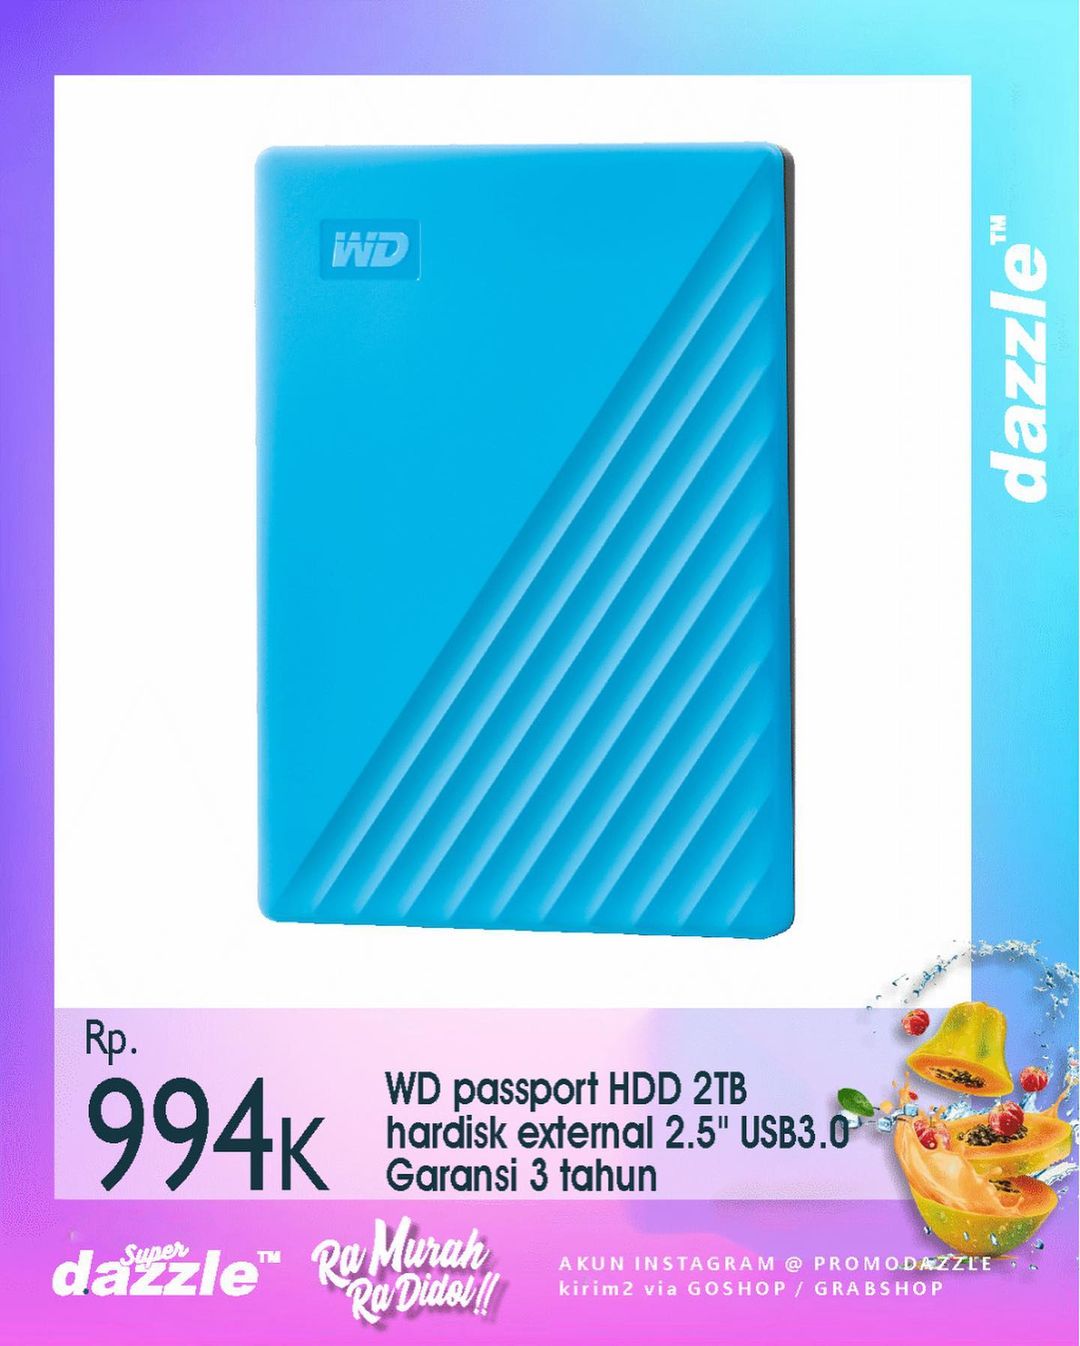 WD
dazzle™
Rp.
994K
WD passport HDD 2TB
hardisk external 2.5" USB3.0
Garansi 3 tahun
Super
dazzle™
Ra Murah
Ra Didol!!
AKUN INSTAGRAM @ PROMODAZZLE
kirim2 via GOSHOP / GRABSHOP